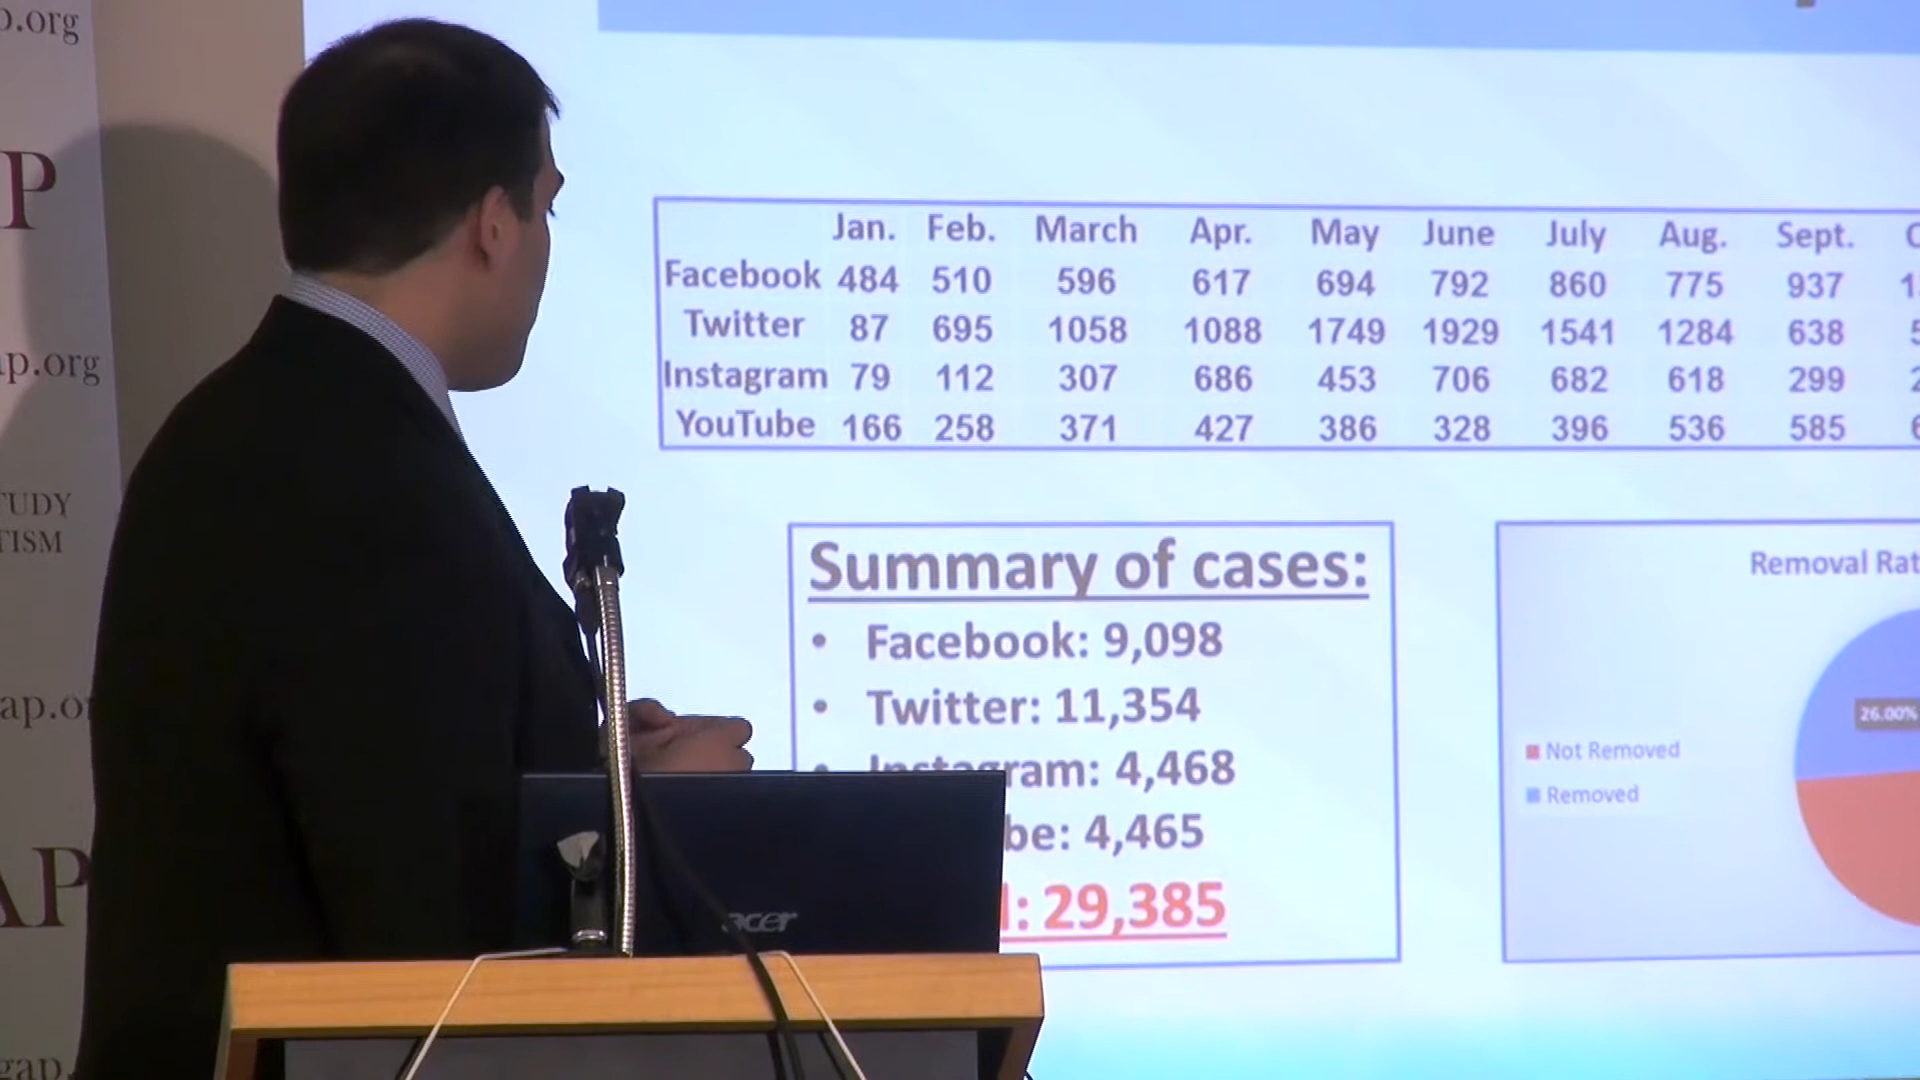 p.org
P
ap.org
TUDY
TISM
ap.or
AP
gap.
Jan. Feb. March Apr. May June July Aug. Sept.
Facebook 484 510 596 617 694 792 860 775 937
Twitter 87 695 1058 1088 1749 1929 1541 1284 638
Instagram 79 112 307 686 453 706 682 618 299
YouTube 166 258 371 427 386 328 396 536 585
Summary of cases:
• Facebook: 9,098
• Twitter: 11,354
• Instagram: 4,468
be: 4,465
: 29,385
Removal Rat
26.00%
Not Removed
Removed
acer